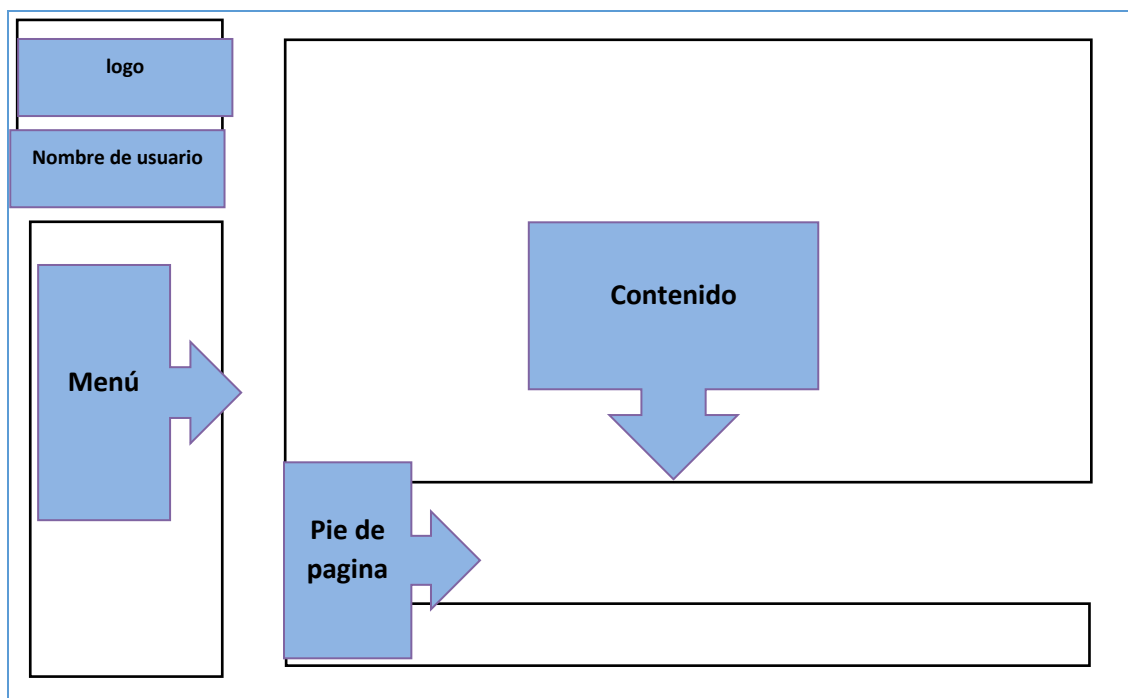 logo
Nombre de usuario
Menú
Contenido
Pie de
pagina